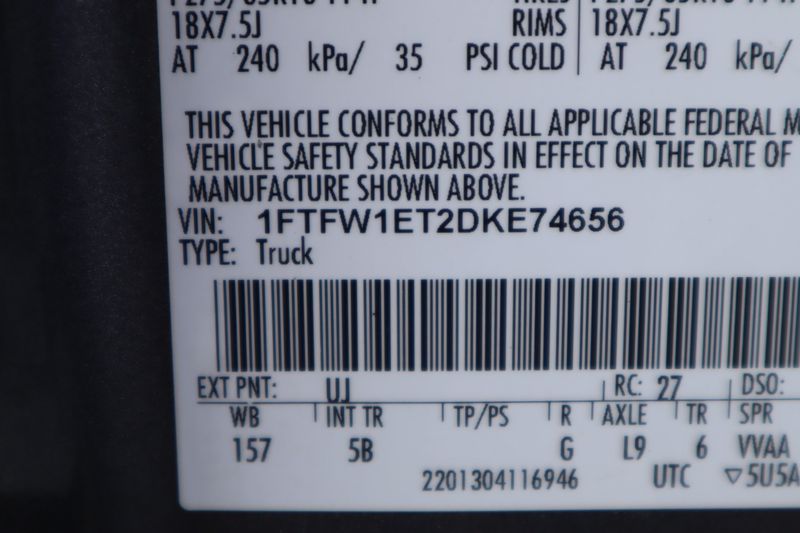 18X7.5J RIMS 18X7.5J
AT 240 kPa/ 35 PSI COLD AT 240 kPa/
THIS VEHICLE CONFORMS TO ALL APPLICABLE FEDERAL M
VEHICLE SAFETY STANDARDS IN EFFECT ON THE DATE OF
MANUFACTURE SHOWN ABOVE.
VIN: 1FTFW1ET2DKE74656
TYPE: Truck
EXT PNT: UJ RC: 27 DSO:
WB INT TR TP/PS R AXLE TR SPR
157 5B G L9 6 VVAA
2201304116946 UTC ▽5U5A